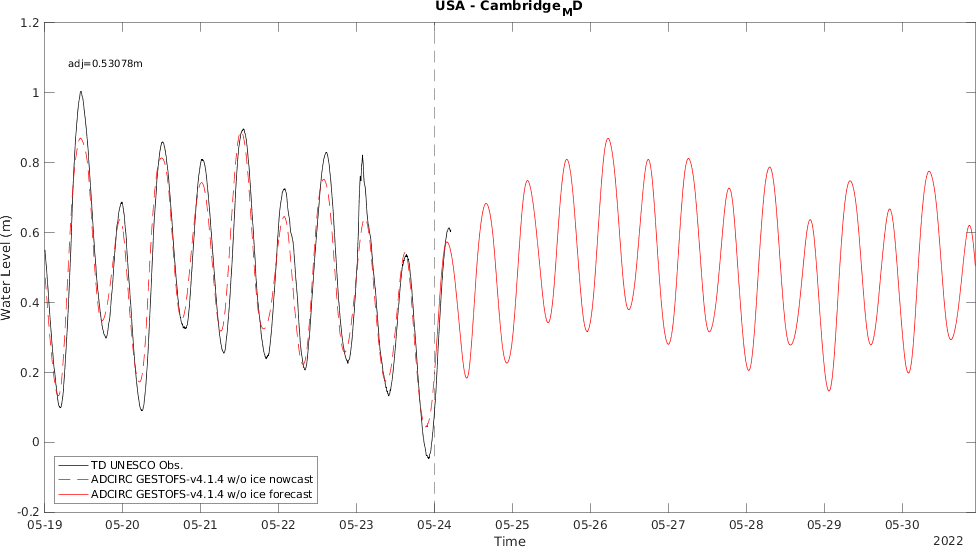 USA - Cambridge_MD
adj=0.53078m
1.2
1
0.8
0.6
0.4
0.2
0
-0.2
Water Level (m)
TD UNESCO Obs.
ADCIRC GESTOFS-v4.1.4 w/o ice nowcast
ADCIRC GESTOFS-v4.1.4 w/o ice forecast
05-19 05-20 05-21 05-22 05-23 05-24 05-25 05-26 05-27 05-28 05-29 05-30
Time
2022